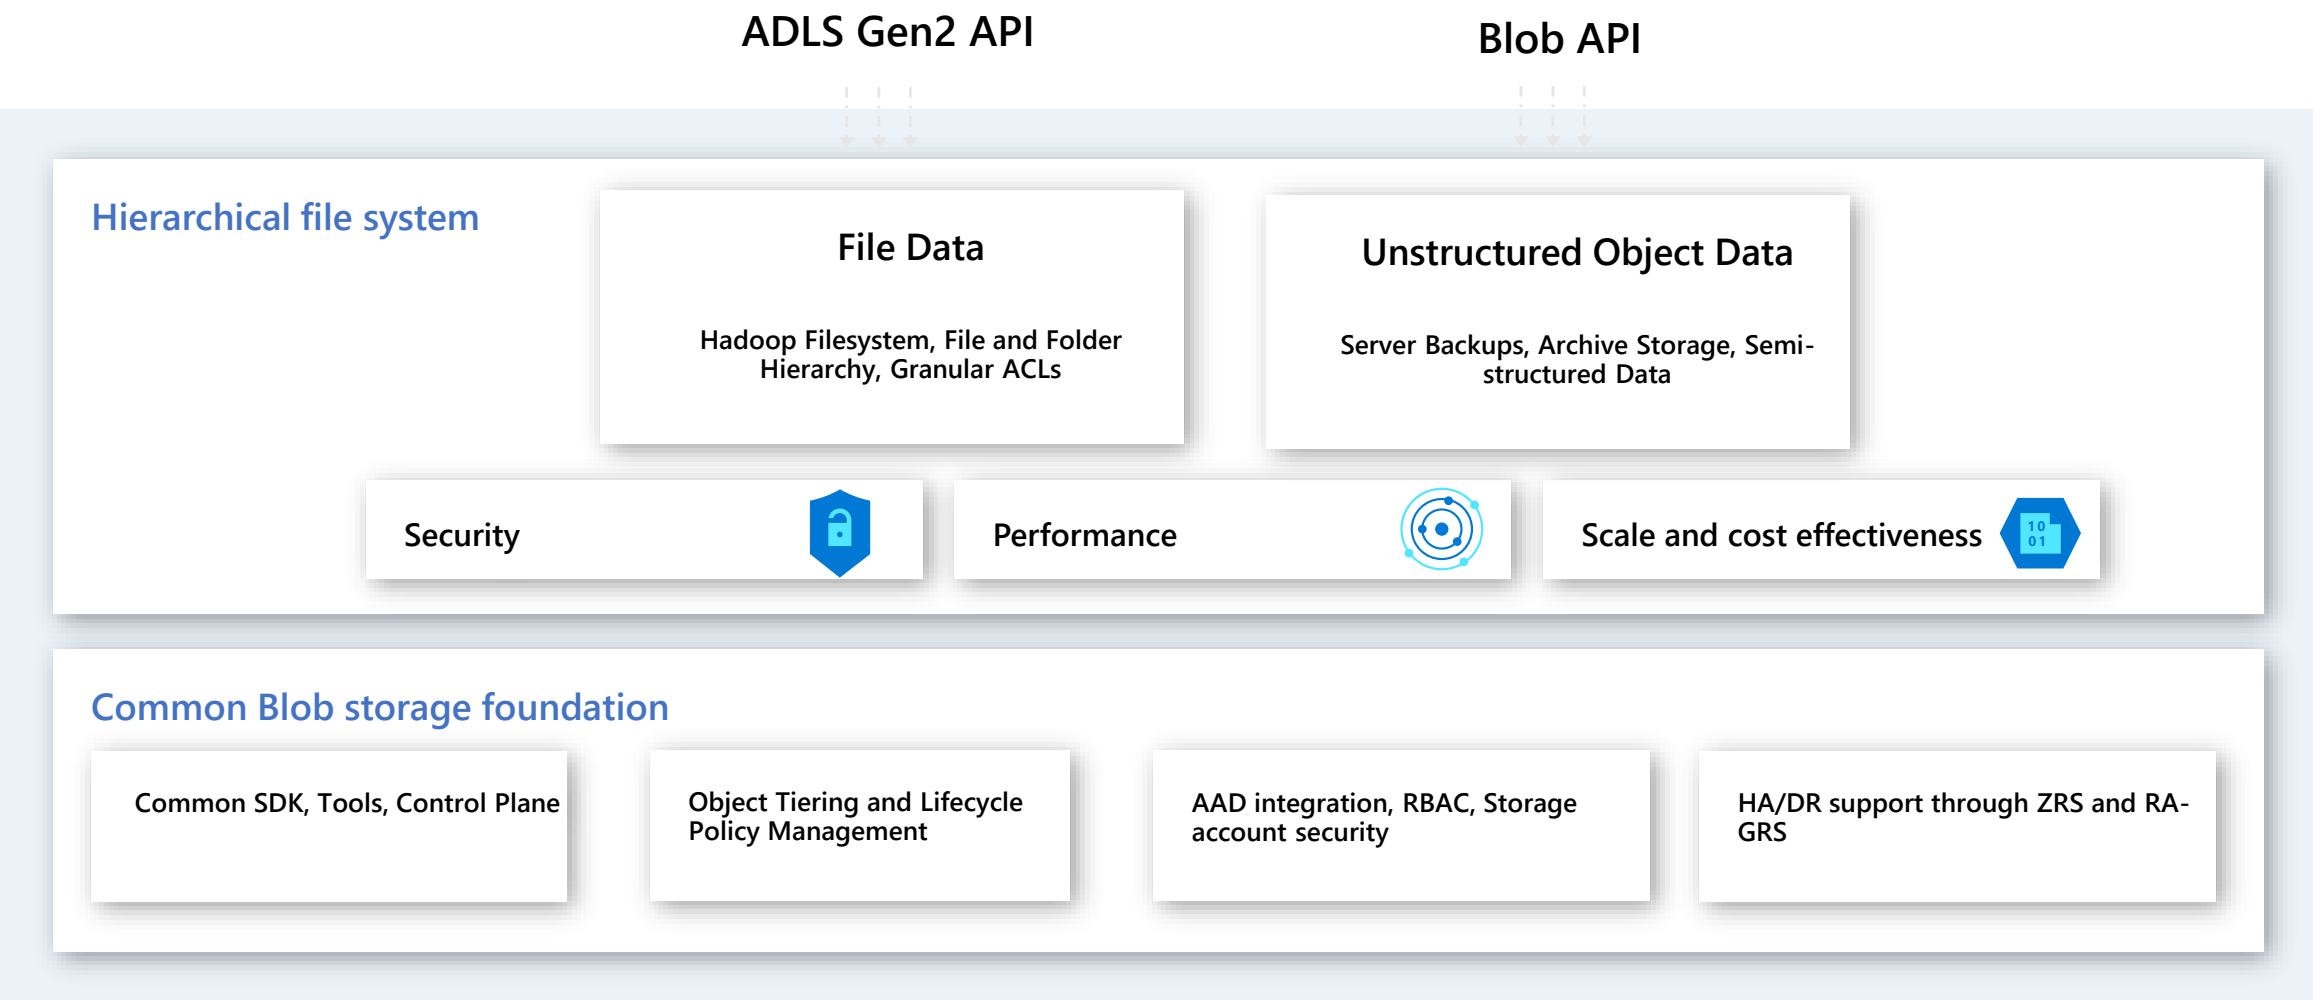 ADLS Gen2 API
Blob API
Hierarchical file system
File Data
Hadoop Filesystem, File and Folder
Hierarchy, Granular ACLs
Unstructured Object Data
Server Backups, Archive Storage, Semi-
structured Data
Security
Performance
Scale and cost effectiveness
10
01
Common Blob storage foundation
Common SDK, Tools, Control Plane
Object Tiering and Lifecycle
Policy Management
AAD integration, RBAC, Storage
account security
HA/DR support through ZRS and RA-
GRS